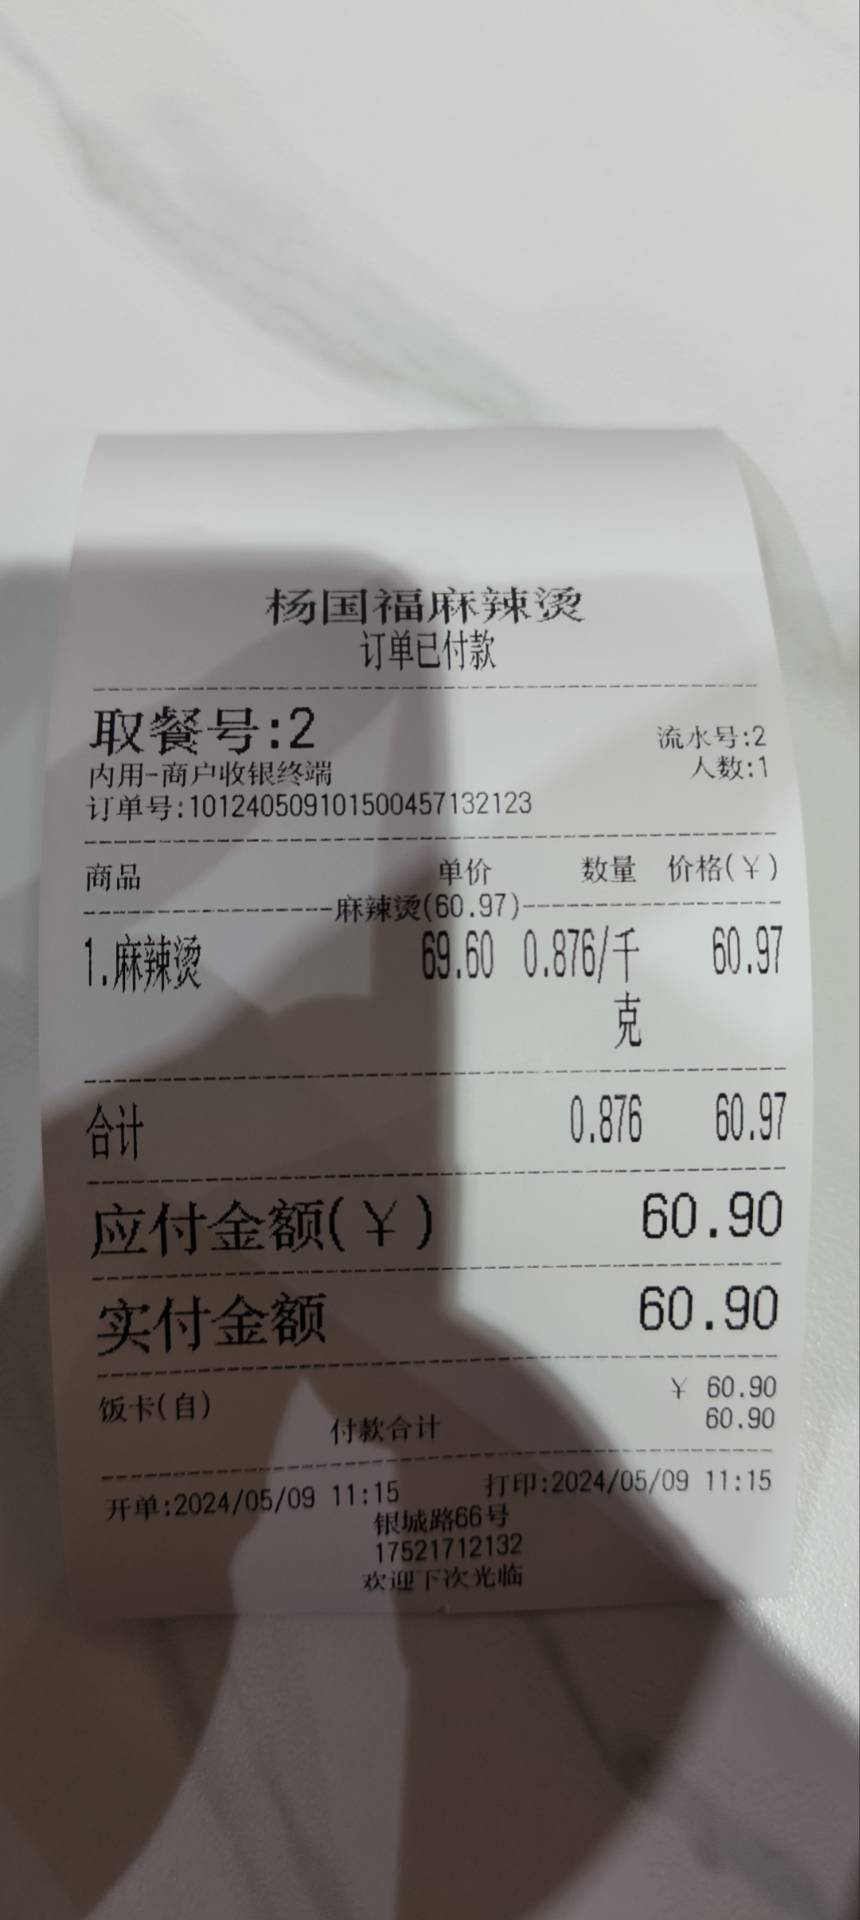 杨国福麻辣烫
订单已付款
取餐号:2 流水号:2
内用-商户收银终端 人数:1
订单号:101240509101500457132123
商品 单价 数量 价格(¥)
麻辣烫(60.97)
1.麻辣烫 69.60 0.876/千 60.97
克
合计 0.876 60.97
应付金额(¥) 60.90
实付金额 60.90
饭卡(自) ¥ 60.90
付款合计 60.90
开单:2024/05/09 11:15 打印:2024/05/09 11:15
银城路66号
17521712132
欢迎下次光临